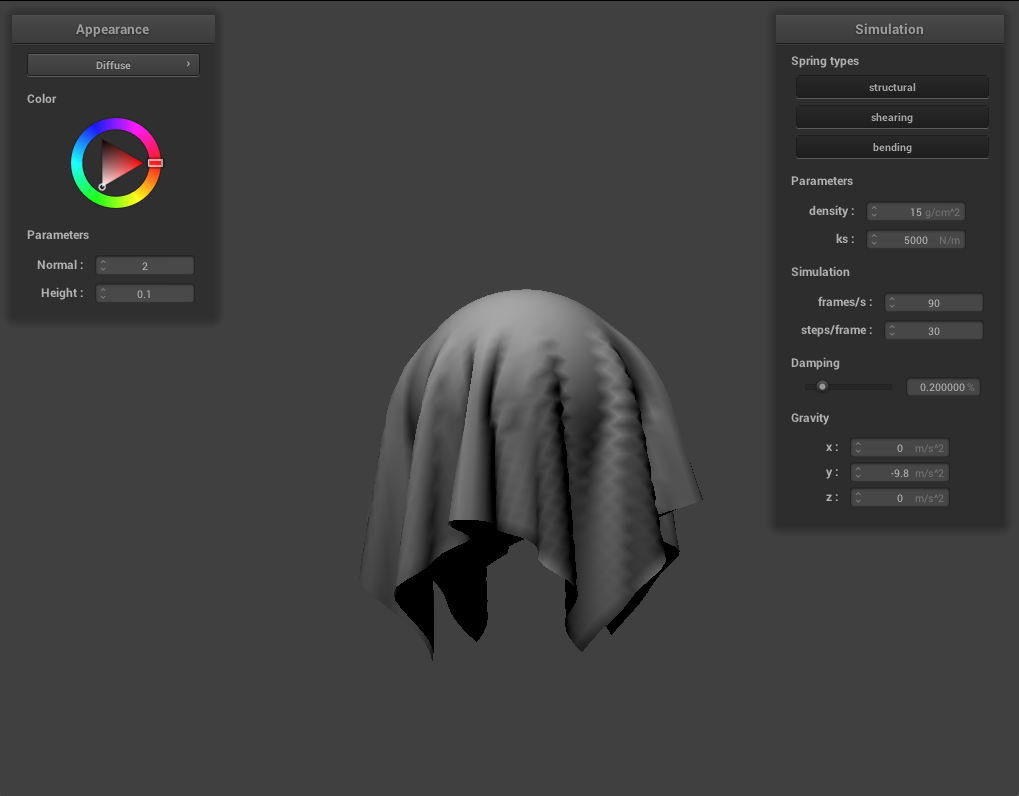 Appearance
Diffuse ›
Color
Parameters
Normal : 2
Height : 0.1
Simulation
Spring types
structural
shearing
bending
Parameters
density : 15 g/cm^2
ks : 5000 N/m
Simulation
frames/s : 90
steps/frame : 30
Damping
0.200000 %
Gravity
x : 0 m/s^2
y : -9.8 m/s^2
z : 0 m/s^2